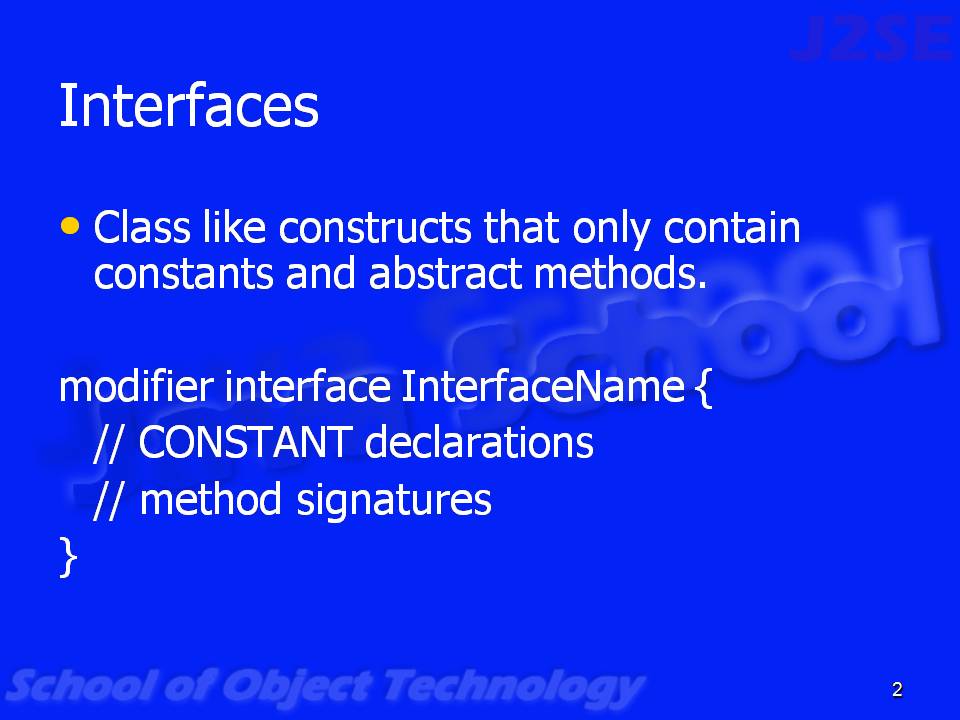 J2SE
Interfaces
• Class like constructs that only contain
constants and abstract methods.
modifier interface InterfaceName {
// CONSTANT declarations
// method signatures
}
Java School
School of Object Technology
2